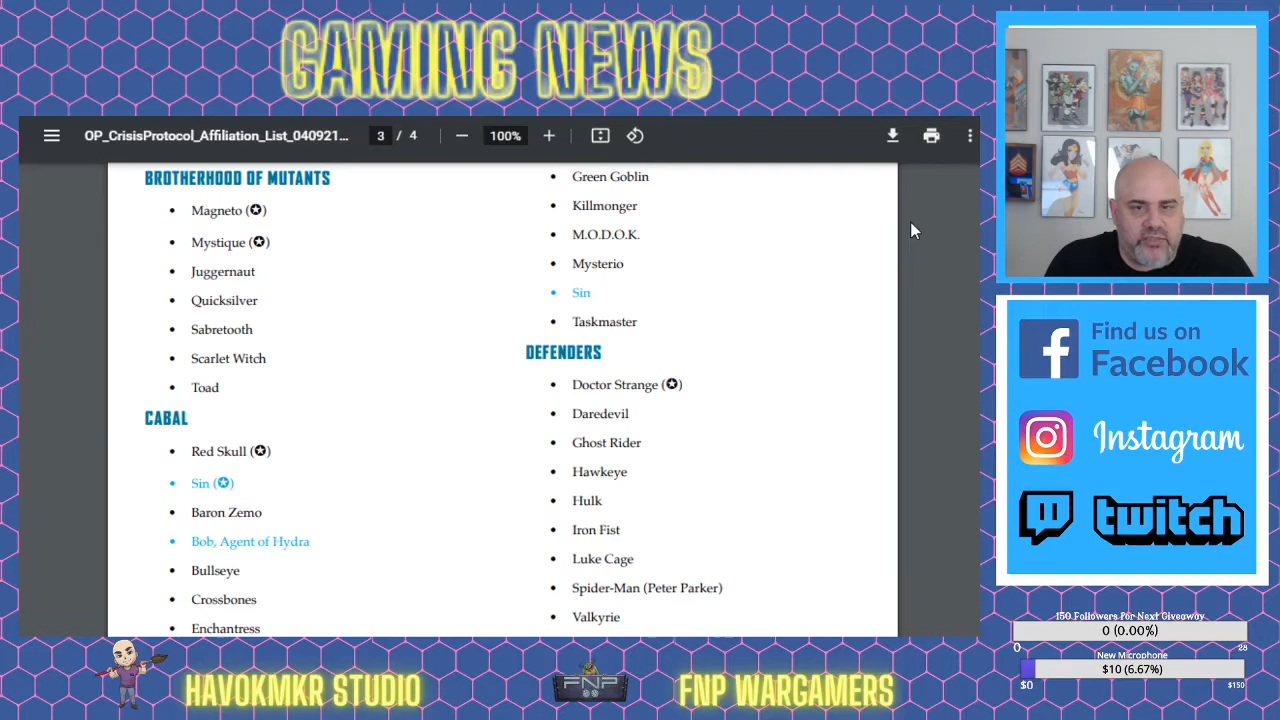 GAMING NEWS
OP_CrisisProtocol_Affiliation_List_040921...
3 / 4
100%
BROTHERHOOD OF MUTANTS
• Magneto (✪)
• Mystique (✪)
• Juggernaut
• Quicksilver
• Sabretooth
• Scarlet Witch
• Toad
CABAL
• Red Skull (✪)
• Sin (✪)
• Baron Zemo
• Bob, Agent of Hydra
• Bullseye
• Crossbones
• Enchantress
• Green Goblin
• Killmonger
• M.O.D.O.K.
• Mysterio
• Sin
• Taskmaster
DEFENDERS
• Doctor Strange (✪)
• Daredevil
• Ghost Rider
• Hawkeye
• Hulk
• Iron Fist
• Luke Cage
• Spider-Man (Peter Parker)
• Valkyrie
Find us on
Facebook
Instagram
twitch
150 Followers For Next Giveaway
0 (0.00%)
0
28
New Microphone
$10 (6.67%)
$0
$150
HAVOKMKR STUDIO
FNP
FNP WARGAMERS